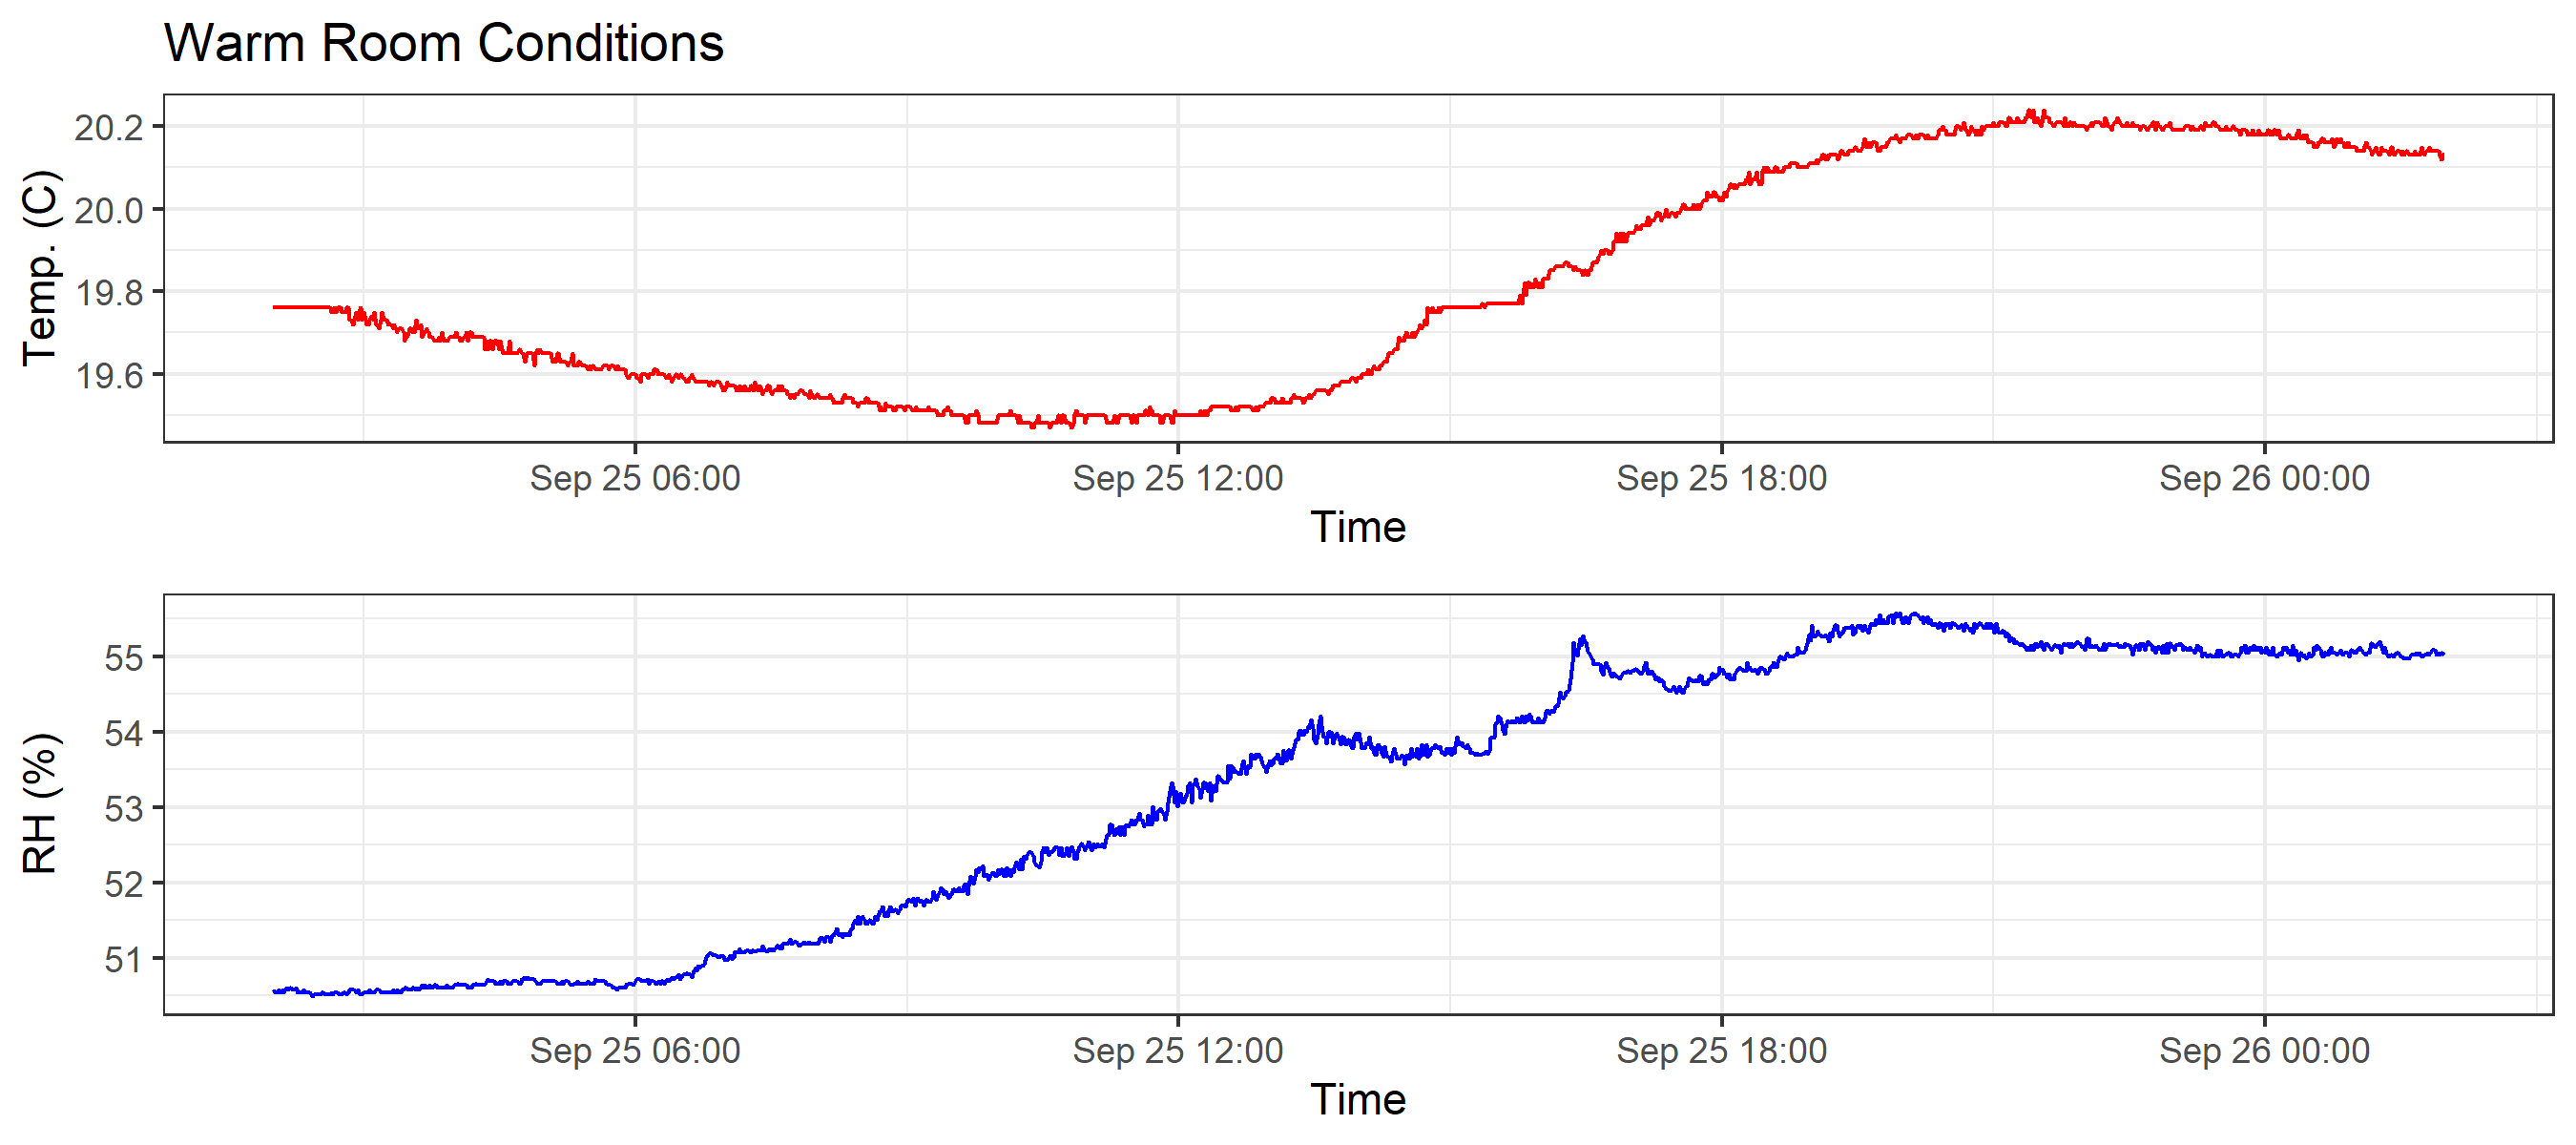 Warm Room Conditions
Temp. (C)
20.2
20.0
19.8
19.6
Sep 25 06:00 Sep 25 12:00 Sep 25 18:00 Sep 26 00:00
Time
RH (%)
55
54
53
52
51
Sep 25 06:00 Sep 25 12:00 Sep 25 18:00 Sep 26 00:00
Time